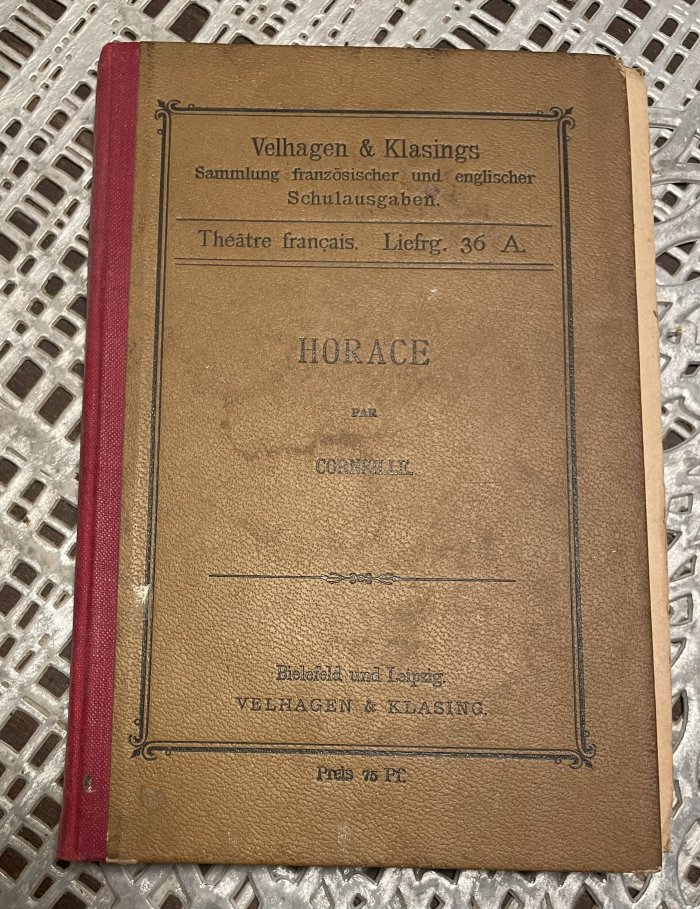 Velhagen & Klasings
Sammlung französischer und englischer
Schulausgaben.
Théâtre français. Liefrg. 36 A.
HORACE
PAR
CORNEILLE.
Bielefeld und Leipzig.
VELHAGEN & KLASING.
Preis 75 Pf.